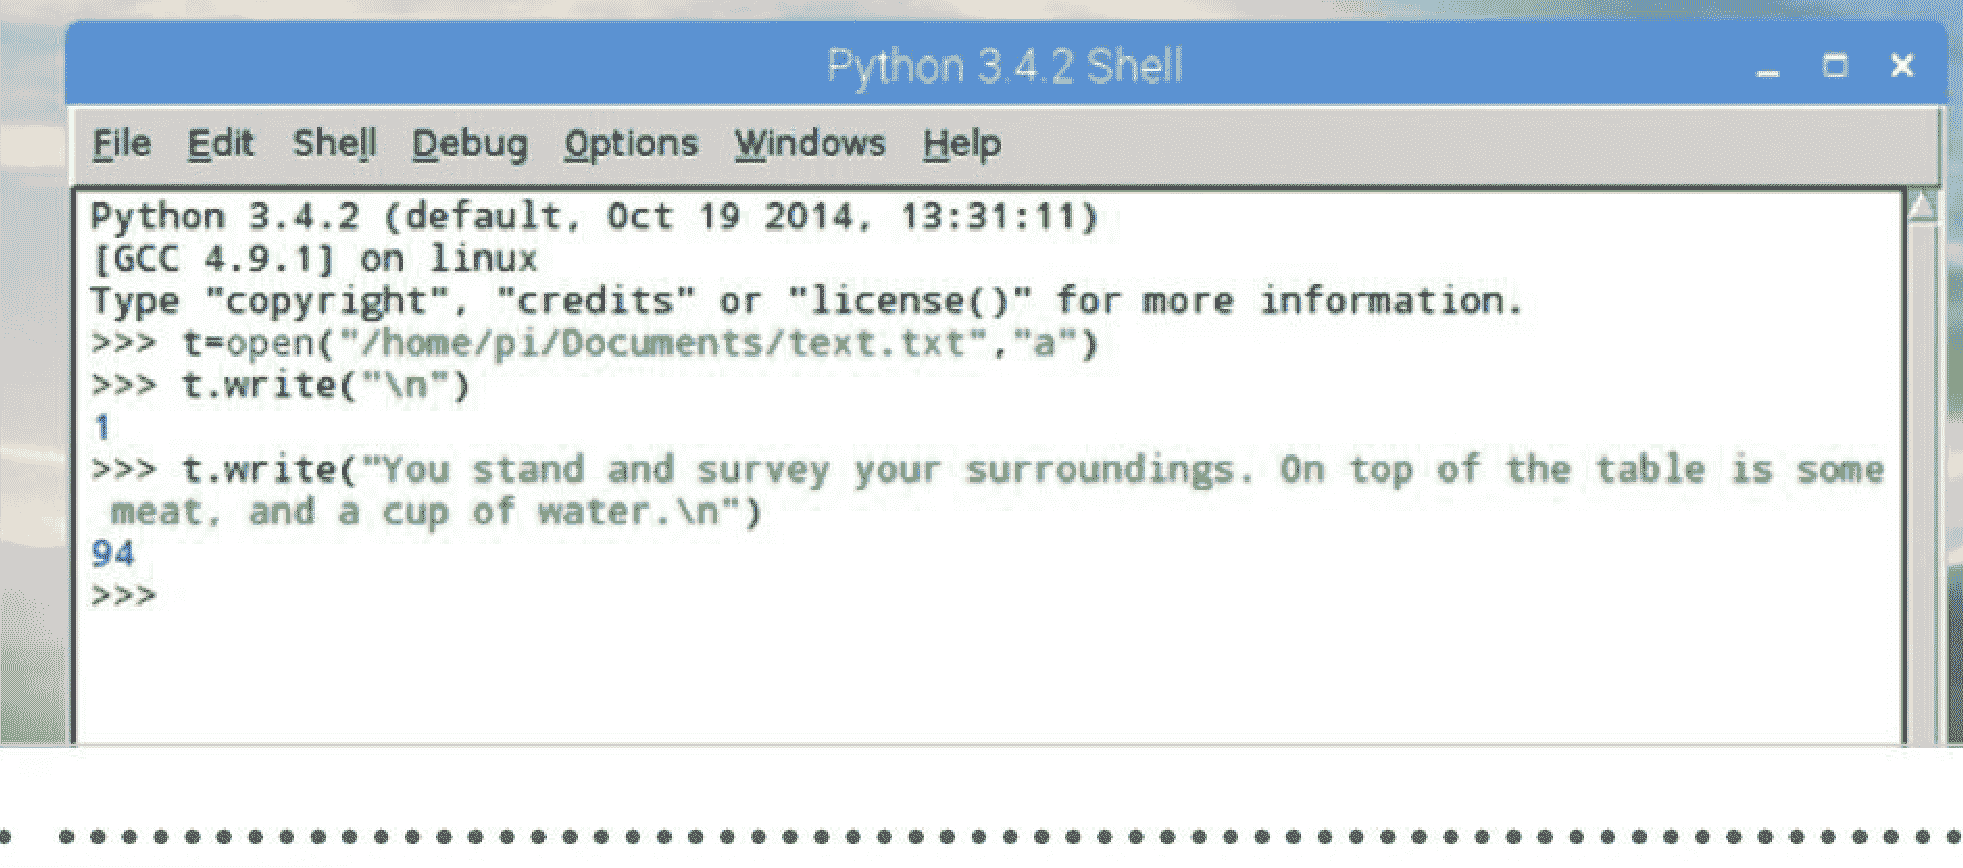 Python 3.4.2 Shell
File Edit Shell Debug Options Windows Help
Python 3.4.2 (default, Oct 19 2014, 13:31:11)
[GCC 4.9.1] on linux
Type "copyright", "credits" or "license()" for more information.
>>> t=open("/home/pi/Documents/text.txt","a")
>>> t.write("\n")
1
>>> t.write("You stand and survey your surroundings. On top of the table is some
 meat, and a cup of water.\n")
94
>>>